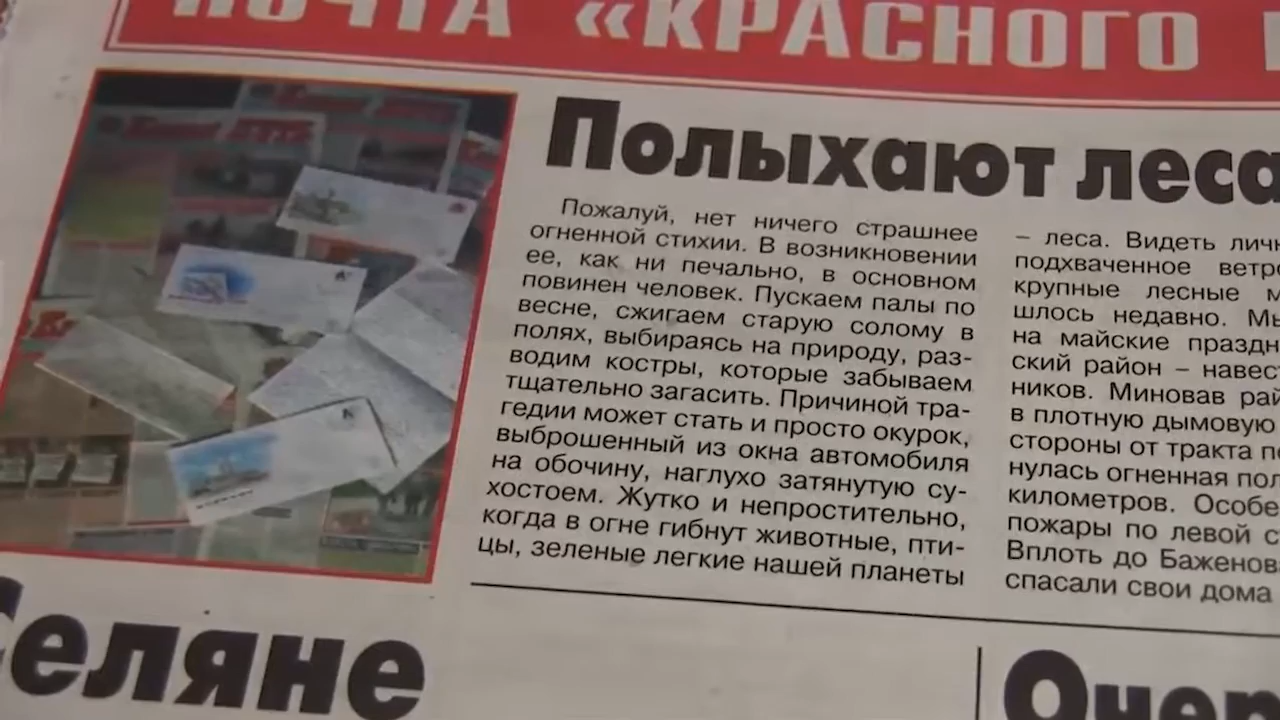 ПОЧТА «КРАСНОГО
Полыхают леса
Пожалуй, нет ничего страшнее
огненной стихии. В возникновении
ее, как ни печально, в основном
повинен человек. Пускаем палы по
весне, сжигаем старую солому в
полях, выбираясь на природу, раз-
водим костры, которые забываем
тщательно загасить. Причиной тра-
гедии может стать и просто окурок,
выброшенный из окна автомобиля
на обочину, наглухо затянутую су-
хостоем. Жутко и непростительно,
когда в огне гибнут животные, пти-
цы, зеленые легкие нашей планеты
– леса. Видеть личн
подхваченное ветро
крупные лесные м
шлось недавно. Мы
на майские праздн
ский район – навест
ников. Миновав рай
в плотную дымовую
стороны от тракта по
нулась огненная пол
километров. Особе
пожары по левой с
Вплоть до Баженова
спасали свои дома
Селяне
Очер